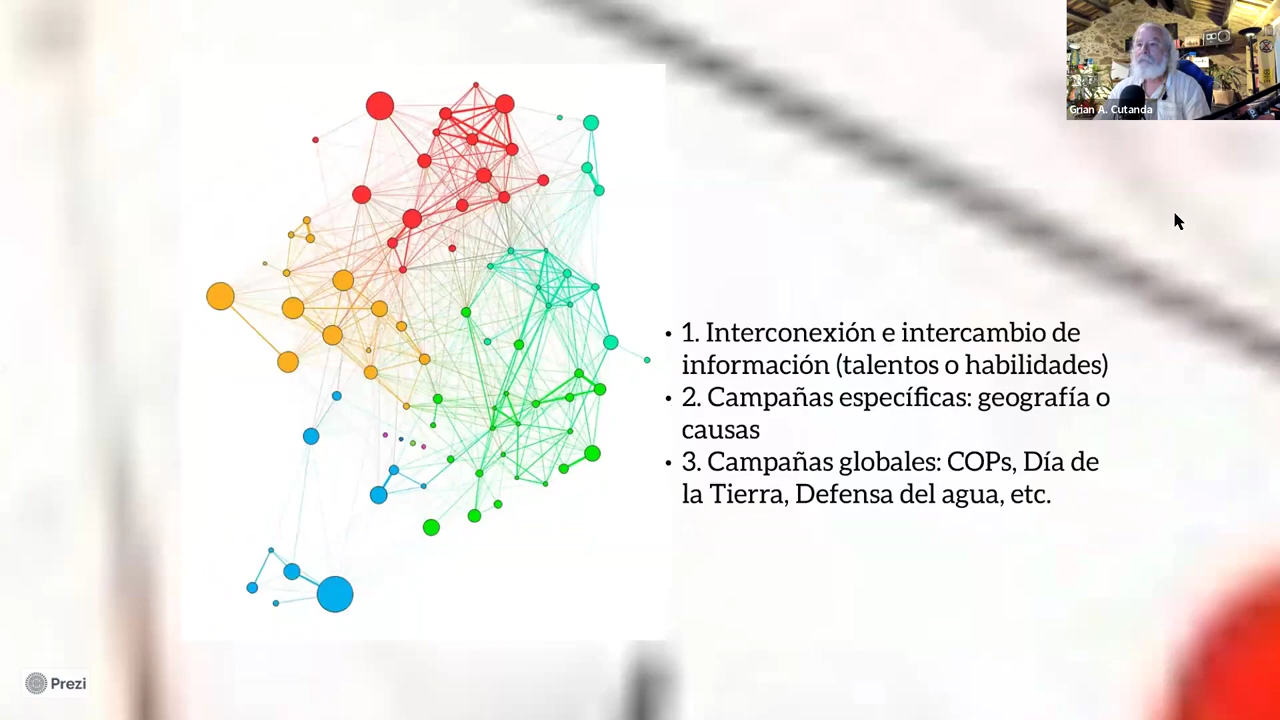 Grian A. Cutanda
• 1. Interconexión e intercambio de
información (talentos o habilidades)
• 2. Campañas específicas: geografía o
causas
• 3. Campañas globales: COPs, Día de
la Tierra, Defensa del agua, etc.
Prezi